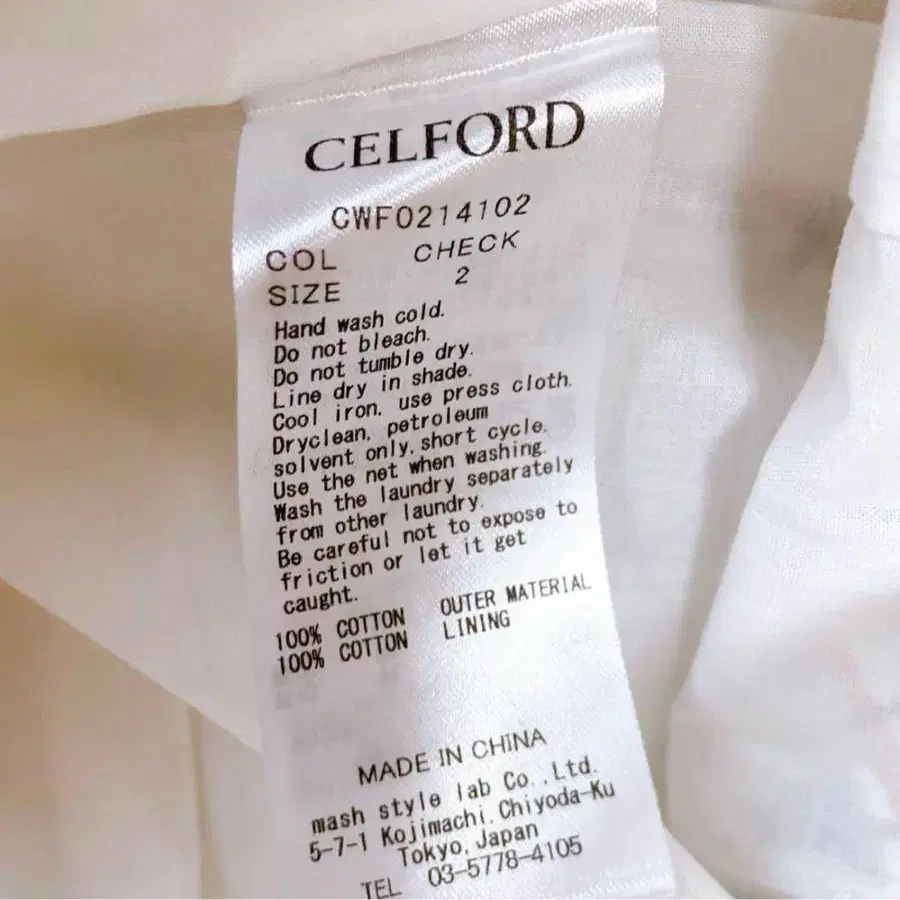 CELFORD
CWF0214102
COL CHECK
SIZE 2
Hand wash cold.
Do not bleach.
Do not tumble dry.
Line dry in shade.
Cool iron, use press cloth.
Dryclean, petroleum
solvent only, short cycle.
Use the net when washing.
Wash the laundry separately
from other laundry.
Be careful not to expose to
friction or let it get
caught.
100% COTTON OUTER MATERIAL
100% COTTON LINING
MADE IN CHINA
mash style lab Co.,Ltd.
5-7-1 Kojimachi,Chiyoda-Ku
Tokyo,Japan
TEL 03-5778-4105